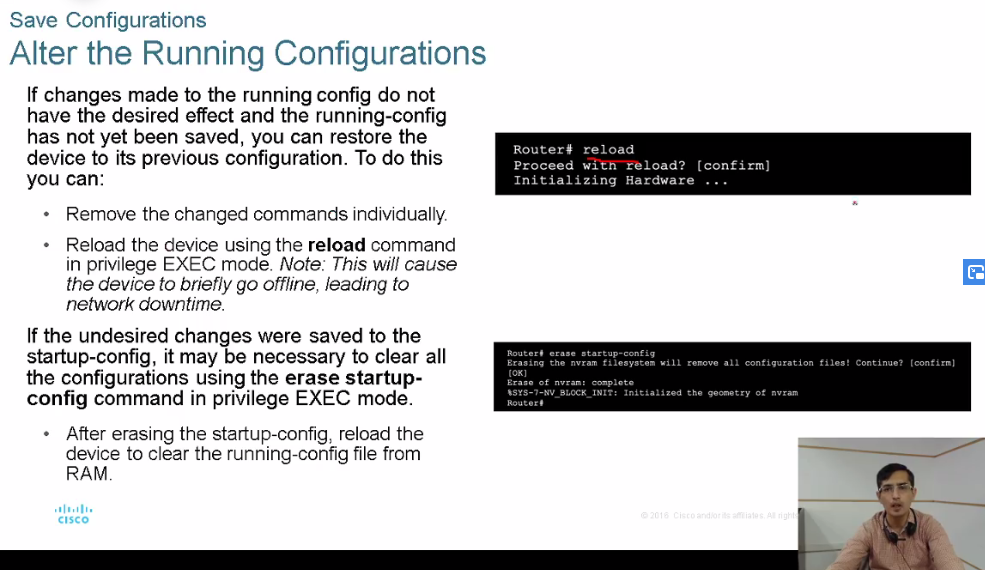 Save Configurations
Alter the Running Configurations
If changes made to the running config do not
have the desired effect and the running-config
has not yet been saved, you can restore the
device to its previous configuration. To do this
you can:
• Remove the changed commands individually.
• Reload the device using the reload command
in privilege EXEC mode. Note: This will cause
the device to briefly go offline, leading to
network downtime.
If the undesired changes were saved to the
startup-config, it may be necessary to clear all
the configurations using the erase startup-
config command in privilege EXEC mode.
• After erasing the startup-config, reload the
device to clear the running-config file from
RAM.
Router# reload
Proceed with reload? [confirm]
Initializing Hardware ...
Router# erase startup-config
Erasing the nvram filesystem will remove all configuration files! Continue? [confirm]
[OK]
Erase of nvram: complete
%SYS-7-NV_BLOCK_INIT: Initialized the geometry of nvram
Router#
CISCO
© 2016 Cisco and/or its affiliates. All rights